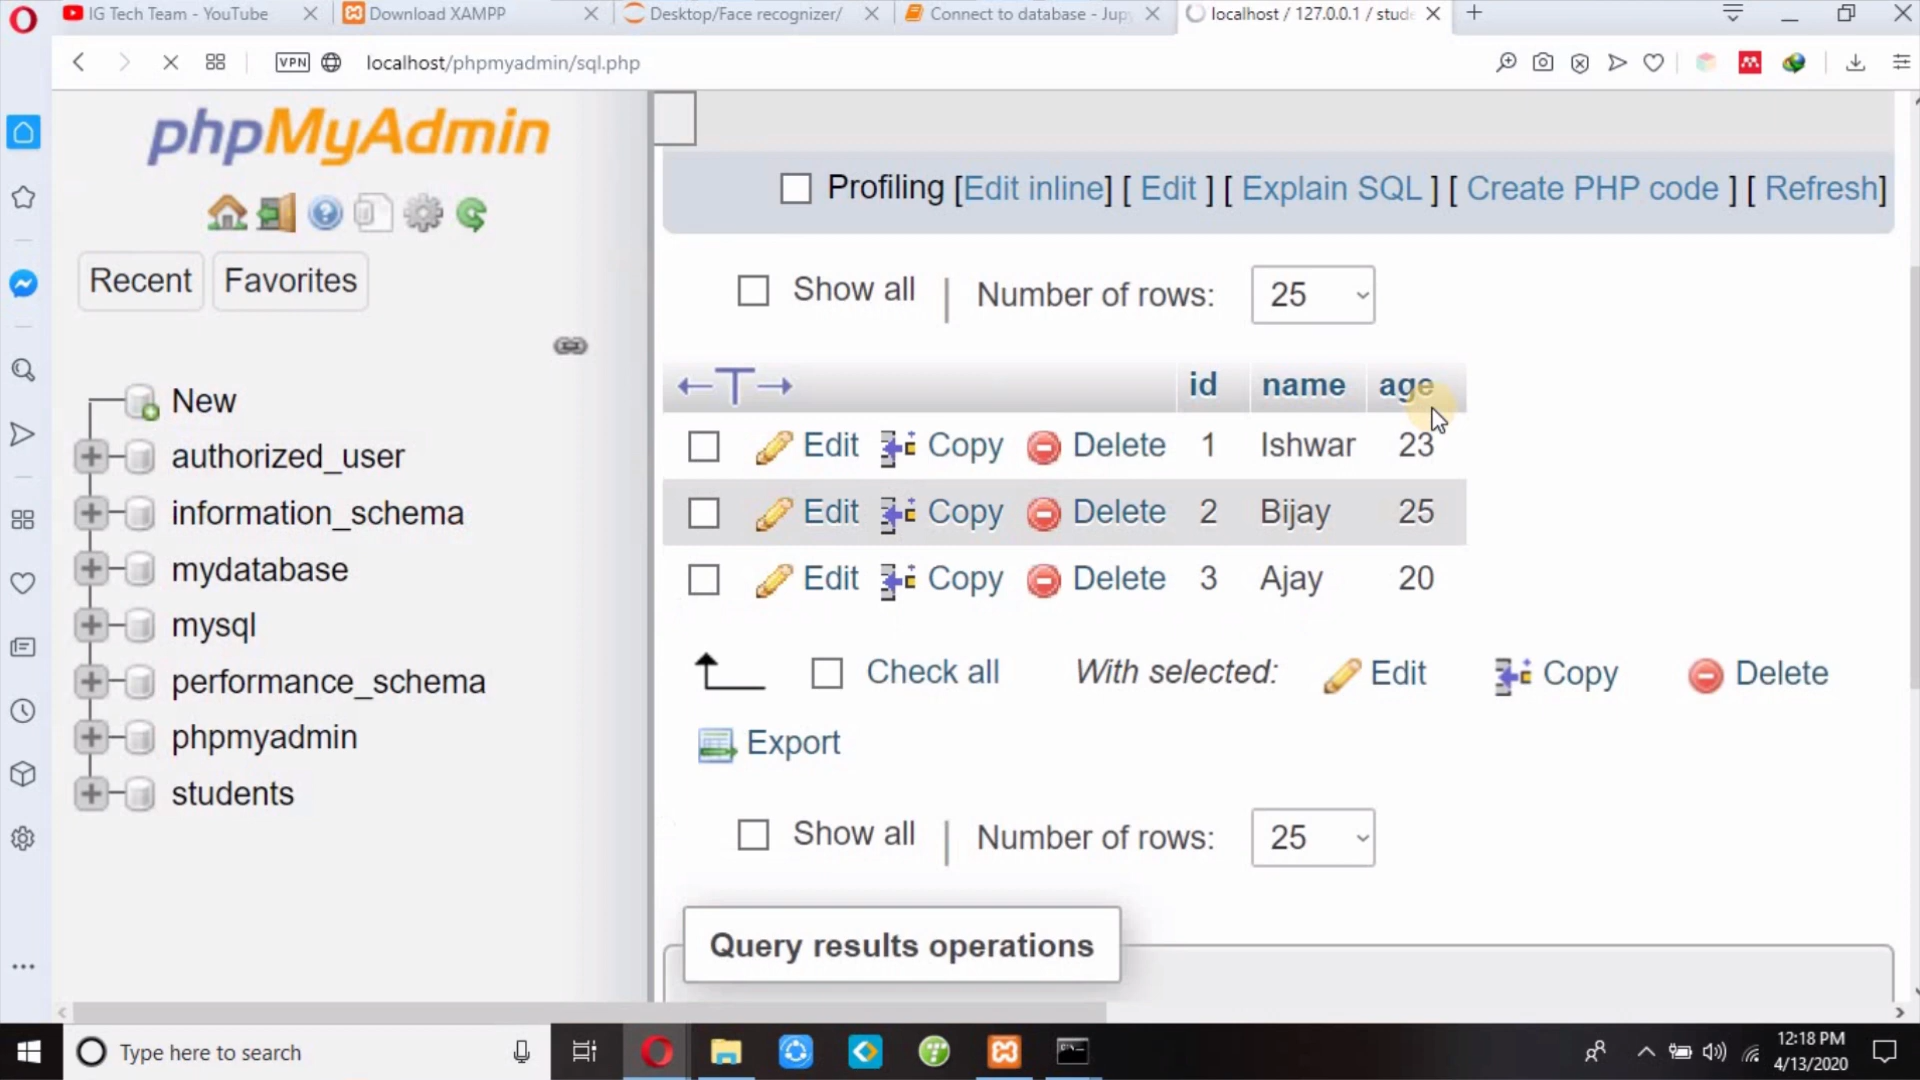 IG Tech Team - YouTube
Download XAMPP
Desktop/Face recognizer/
Connect to database - Jup
localhost / 127.0.0.1 / stude
VPN
localhost/phpmyadmin/sql.php
phpMyAdmin
Recent
Favorites
New
authorized_user
information_schema
mydatabase
mysql
performance_schema
phpmyadmin
students
Profiling [Edit inline] [ Edit ] [ Explain SQL ] [ Create PHP code ] [ Refresh]
Show all | Number of rows: 25
←T→ id name age
Edit Copy Delete 1 Ishwar 23
Edit Copy Delete 2 Bijay 25
Edit Copy Delete 3 Ajay 20
Check all With selected: Edit Copy Delete
Export
Show all | Number of rows: 25
Query results operations
Type here to search
12:18 PM
4/13/2020